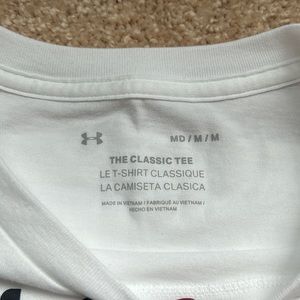 MD / M / M
THE CLASSIC TEE
LE T-SHIRT CLASSIQUE
LA CAMISETA CLASICA
MADE IN VIETNAM / FABRIQUÉ AU VIETNAM /
HECHO EN VIETNAM